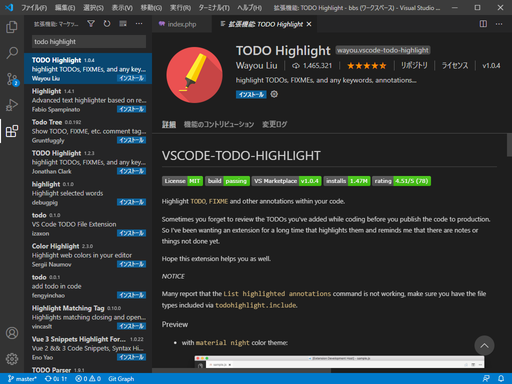 ファイル(F) 編集(E) 選択(S) 表示(V) 移動(G) 実行(R) ターミナル(T) ヘルプ(H) 拡張機能: TODO Highlight - bbs (ワークスペース) - Visual Studio ...
拡張機能: マーケッ...
todo highlight
TODO Highlight 1.0.4
highlight TODOs, FIXMEs, and any key...
Wayou Liu インストール
Highlight 1.4.1
Advanced text highlighter based on re...
Fabio Spampinato インストール
Todo Tree 0.0.192
Show TODO, FIXME, etc. comment tag...
Gruntfuggly インストール
TODO Highlight 1.2.3
highlight TODOs, FIXMEs, and any key...
Jonathan Clark インストール
highlight 0.1.0
Highlight selected words
debugpig インストール
todo 0.1.0
VS Code TODO File Extension
izaxon インストール
Color Highlight 2.3.0
Highlight web colors in your editor
Sergii Naumov インストール
todo 0.0.1
add todo in code
fengyinchao インストール
Highlight Matching Tag 0.10.0
Highlights matching closing and open...
vincaslt インストール
Vue 3 Snippets Highlight For... 1.0.22
Vue 2 && 3 Code Snippets, Syntax Hi...
Eno Yao インストール
TODO Parser 1.9.1
index.php
拡張機能: TODO Highlight
TODO Highlight wayou.vscode-todo-highlight
Wayou Liu 1,465,321 ★★★★★ リポジトリ ライセンス v1.0.4
highlight TODOs, FIXMEs, and any keywords, annotations...
インストール
詳細 機能のコントリビューション 変更ログ
VSCODE-TODO-HIGHLIGHT
License MIT build passing VS Marketplace v1.0.4 installs 1.47M rating 4.51/5 (78)
Highlight TODO, FIXME and other annotations within your code.
Sometimes you forget to review the TODOs you've added while coding before you publish the code to production.
So I've been wanting an extension for a long time that highlights them and reminds me that there are notes or
things not done yet.
Hope this extension helps you as well.
NOTICE
Many report that the List highlighted annotations command is not working, make sure you have the file
types included via todohighlight.include.
Preview
• with material night color theme:
master 0↓ 1↑ 0 0 Git Graph